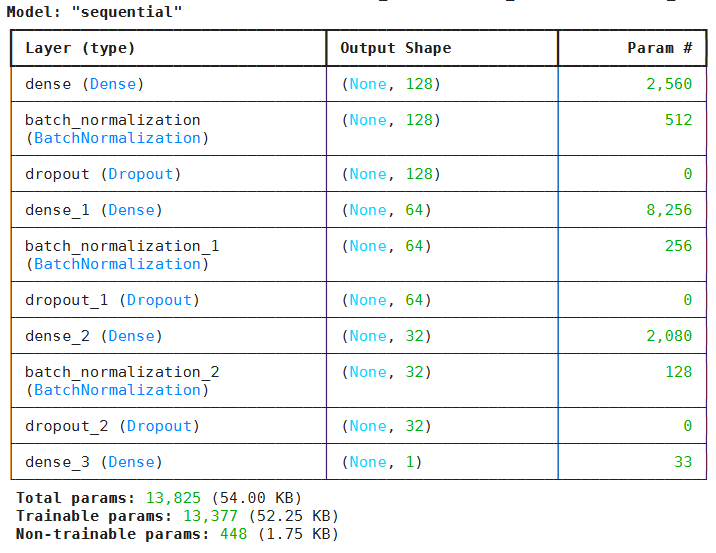 Model: "sequential"
Layer (type) Output Shape Param #
dense (Dense) (None, 128) 2,560
batch_normalization (None, 128) 512
(BatchNormalization)
dropout (Dropout) (None, 128) 0
dense_1 (Dense) (None, 64) 8,256
batch_normalization_1 (None, 64) 256
(BatchNormalization)
dropout_1 (Dropout) (None, 64) 0
dense_2 (Dense) (None, 32) 2,080
batch_normalization_2 (None, 32) 128
(BatchNormalization)
dropout_2 (Dropout) (None, 32) 0
dense_3 (Dense) (None, 1) 33
Total params: 13,825 (54.00 KB)
Trainable params: 13,377 (52.25 KB)
Non-trainable params: 448 (1.75 KB)